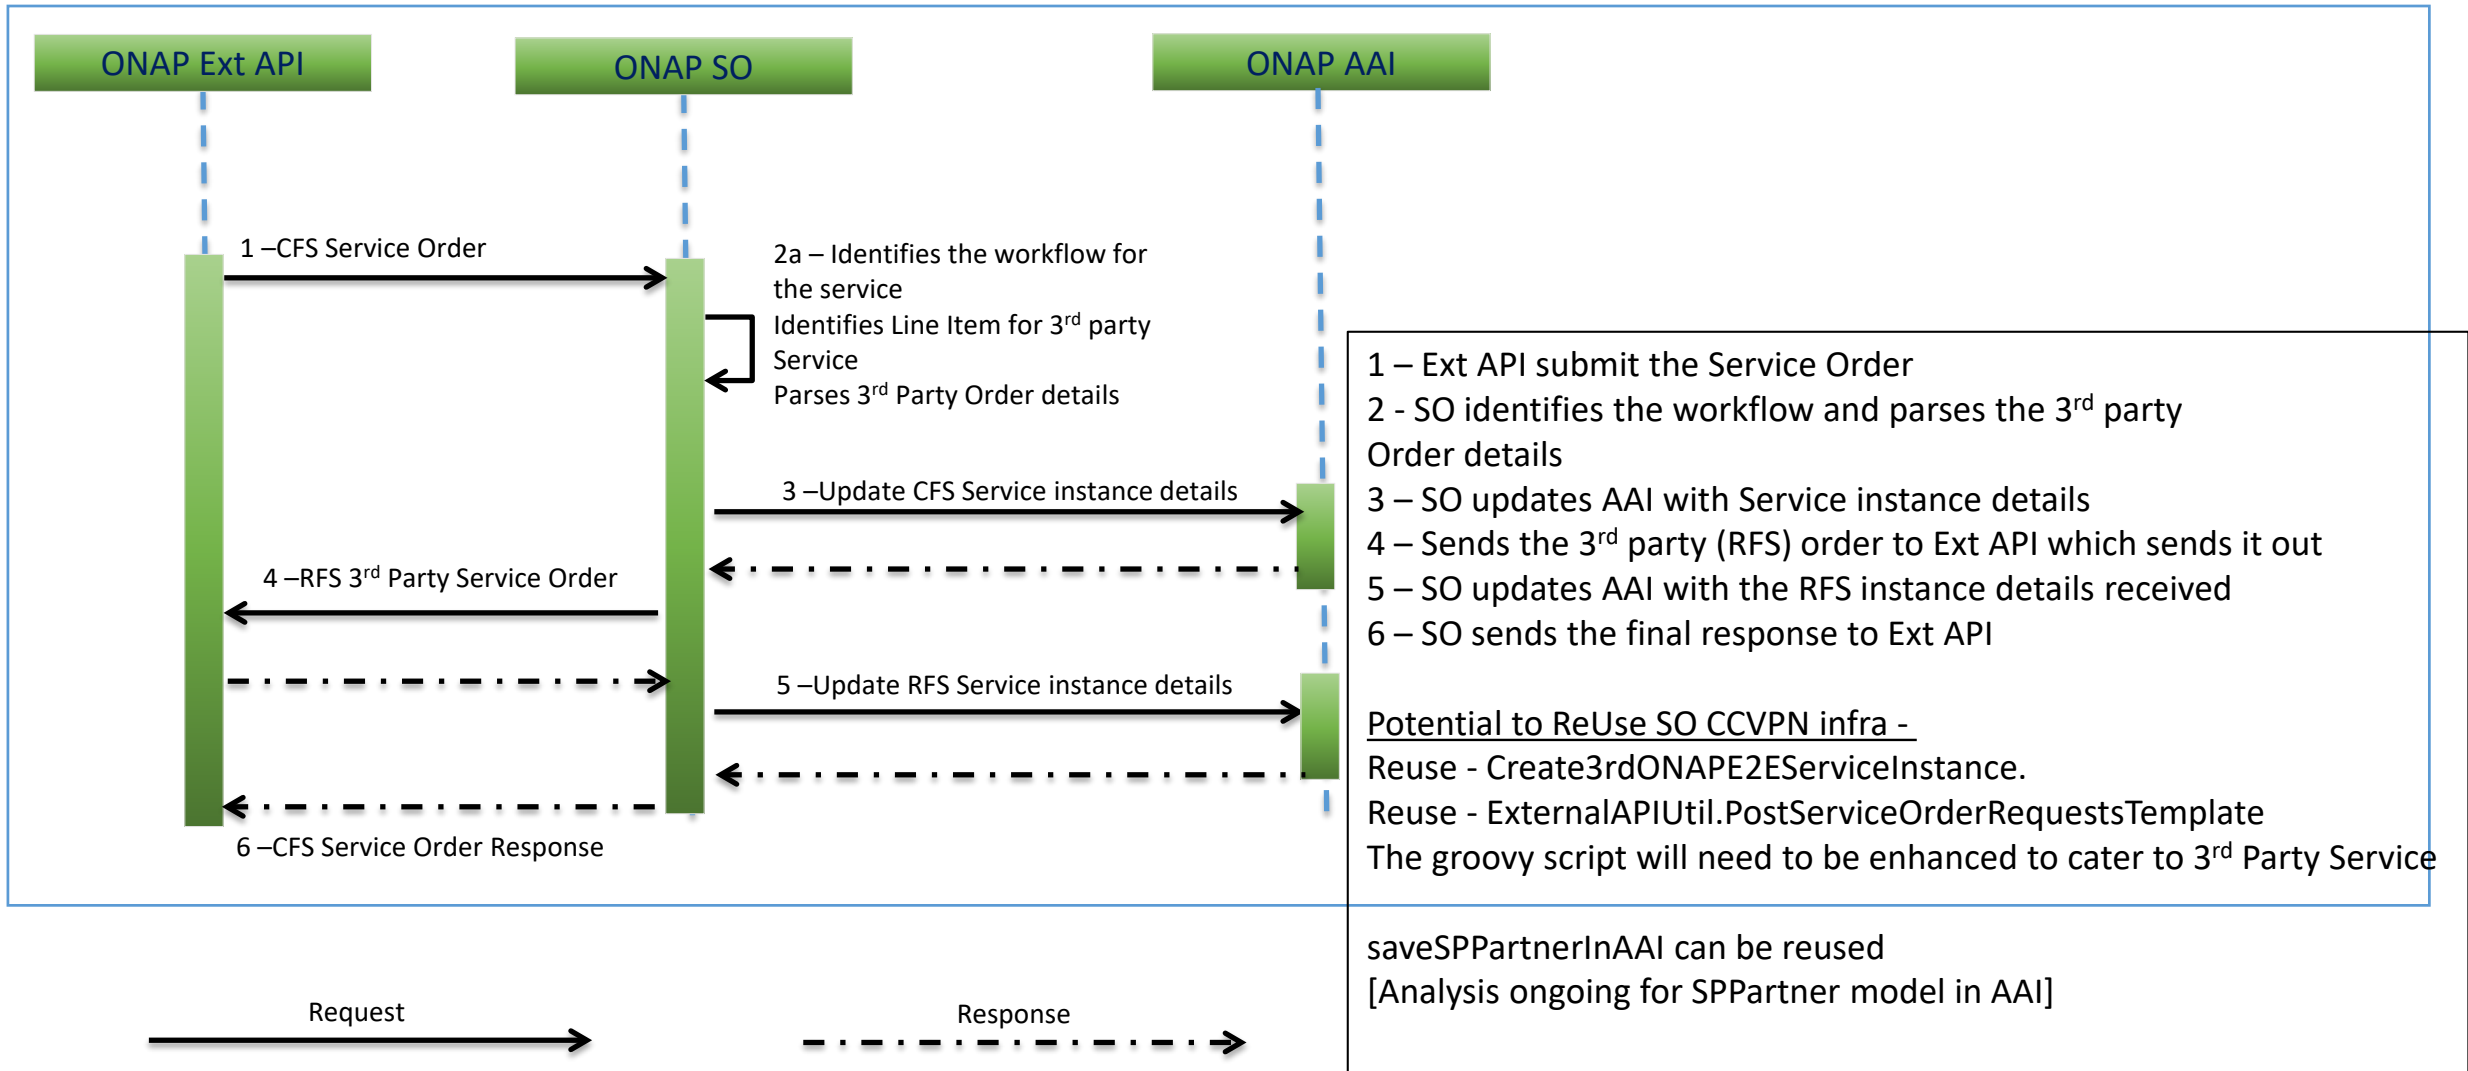 ONAP Ext API
ONAP SO
ONAP AAI
1 –CFS Service Order
2a – Identifies the workflow for
the service
Identifies Line Item for 3rd party
Service
Parses 3rd Party Order details
3 –Update CFS Service instance details
4 –RFS 3rd Party Service Order
5 –Update RFS Service instance details
6 –CFS Service Order Response
1 – Ext API submit the Service Order
2 - SO identifies the workflow and parses the 3rd party
Order details
3 – SO updates AAI with Service instance details
4 – Sends the 3rd party (RFS) order to Ext API which sends it out
5 – SO updates AAI with the RFS instance details received
6 – SO sends the final response to Ext API
Potential to ReUse SO CCVPN infra -
Reuse - Create3rdONAPE2EServiceInstance.
Reuse - ExternalAPIUtil.PostServiceOrderRequestsTemplate
The groovy script will need to be enhanced to cater to 3rd Party Service
saveSPPartnerInAAI can be reused
[Analysis ongoing for SPPartner model in AAI]
Request
Response